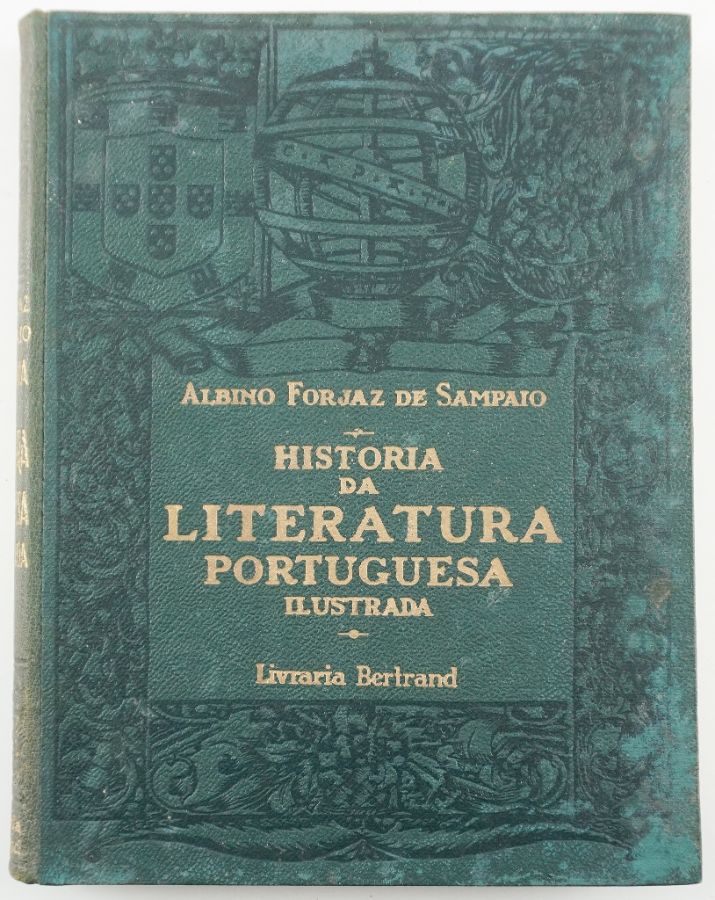 ALBINO FORJAZ DE SAMPAIO
HISTORIA
DA
LITERATURA
PORTUGUESA
ILUSTRADA
Livraria Bertrand